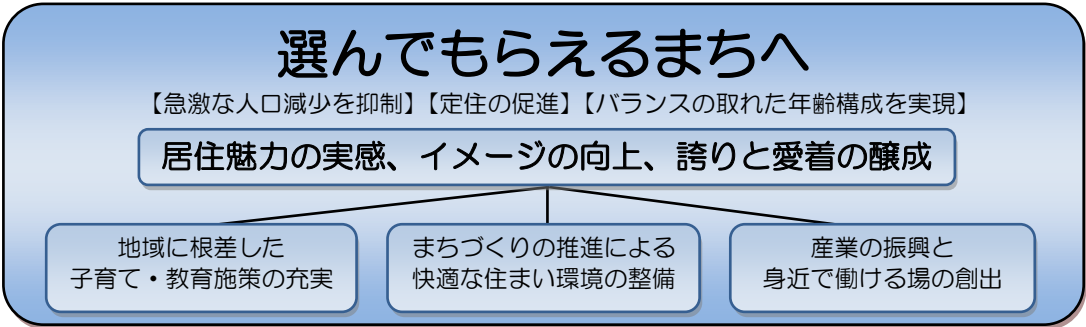 選んでもらえるまちへ
【急激な人口減少を抑制】【定住の促進】【バランスの取れた年齢構成を実現】
居住魅力の実感、イメージの向上、誇りと愛着の醸成
地域に根差した
子育て・教育施策の充実
まちづくりの推進による
快適な住まい環境の整備
産業の振興と
身近で働ける場の創出